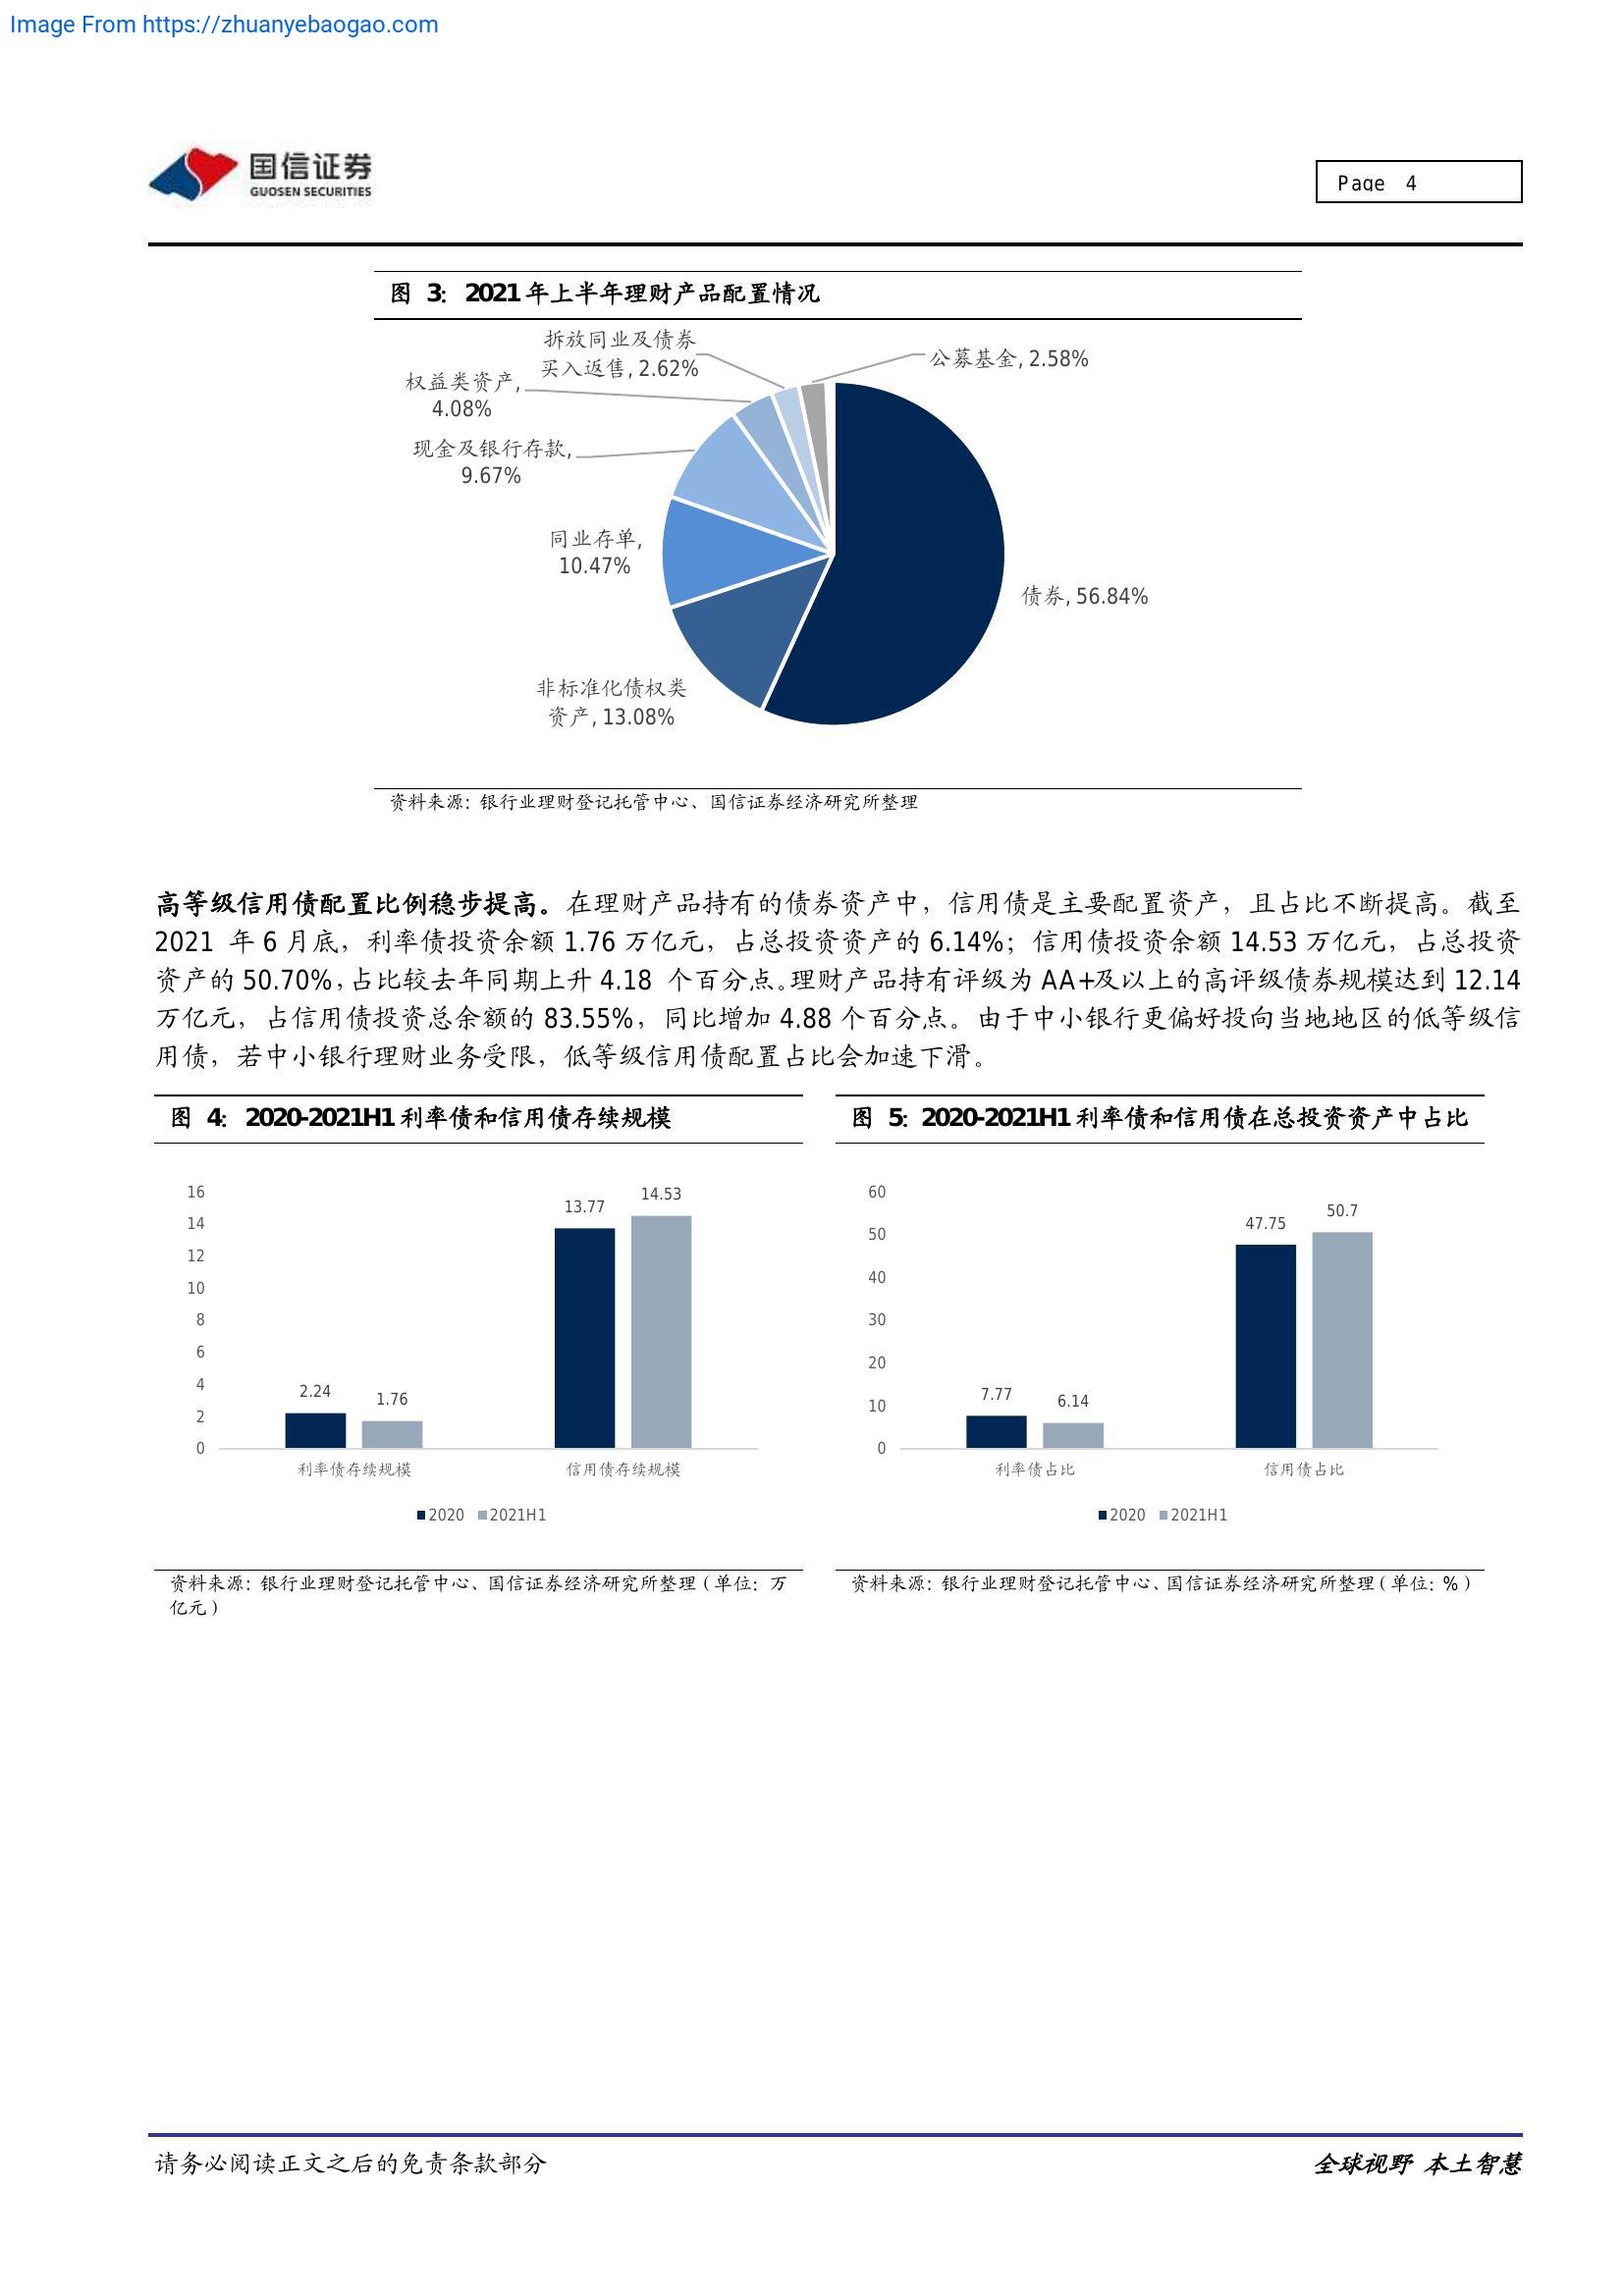 Image From https://zhuanyebaogao.com
国信证券
GUOSEN SECURITIES
Page 4
图 3: 2021 年上半年理财产品配置情况
拆放同业及债券
买入返售, 2.62%
公募基金, 2.58%
权益类资产,
4.08%
现金及银行存款,
9.67%
同业存单,
10.47%
债券, 56.84%
非标准化债权类
资产, 13.08%
资料来源: 银行业理财登记托管中心、国信证券经济研究所整理
高等级信用债配置比例稳步提高。在理财产品持有的债券资产中，信用债是主要配置资产，且占比不断提高。截至
2021 年 6 月底，利率债投资余额 1.76 万亿元，占总投资资产的 6.14%；信用债投资余额 14.53 万亿元，占总投资
资产的 50.70%，占比较去年同期上升 4.18 个百分点。理财产品持有评级为 AA+及以上的高评级债券规模达到 12.14
万亿元，占信用债投资总余额的 83.55%，同比增加 4.88 个百分点。由于中小银行更偏好投向当地地区的低等级信
用债，若中小银行理财业务受限，低等级信用债配置占比会加速下滑。
图 4: 2020-2021H1 利率债和信用债存续规模
16
14
12
10
8
6
4
2
0
2.24
1.76
13.77
14.53
利率债存续规模
信用债存续规模
2020 2021H1
资料来源: 银行业理财登记托管中心、国信证券经济研究所整理（单位: 万
亿元）
图 5: 2020-2021H1 利率债和信用债在总投资资产中占比
60
50
40
30
20
10
0
7.77
6.14
47.75
50.7
利率债占比
信用债占比
2020 2021H1
资料来源: 银行业理财登记托管中心、国信证券经济研究所整理（单位: %）
请务必阅读正文之后的免责条款部分
全球视野 本土智慧